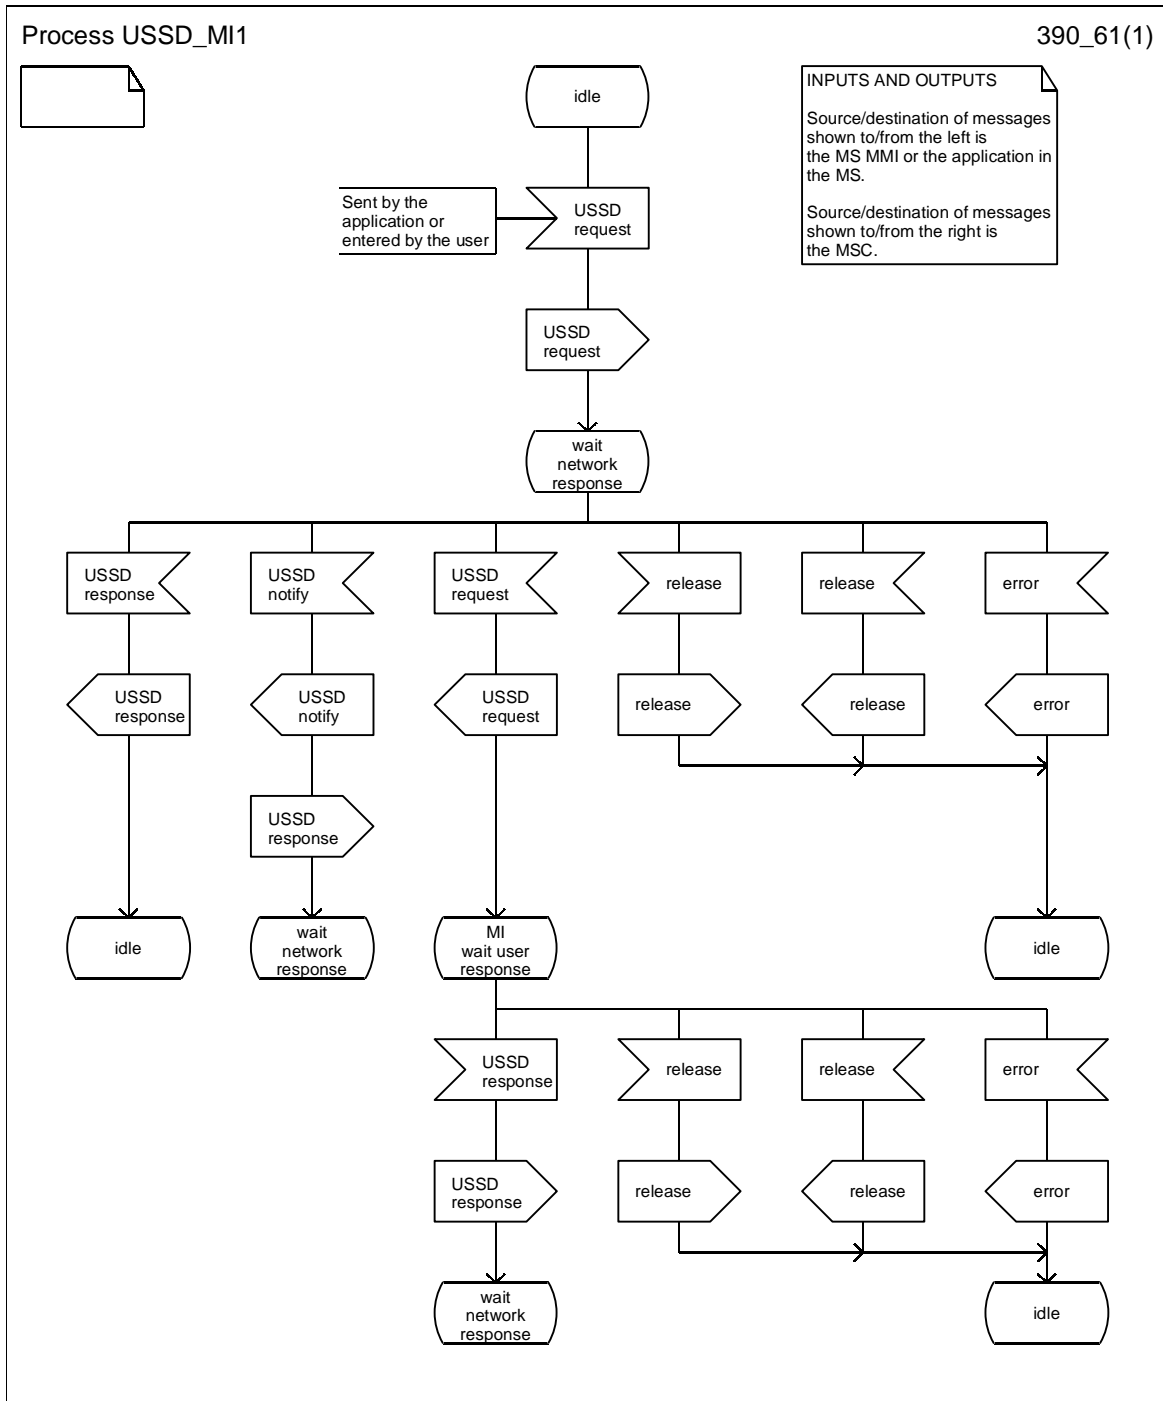 Process USSD_MI1
390_61(1)
idle
INPUTS AND OUTPUTS
Source/destination of messages
shown to/from the left is
the MS MMI or the application in
the MS.
Source/destination of messages
shown to/from the right is
the MSC.
Sent by the
application or
entered by the user
USSD
request
USSD
request
wait
network
response
USSD
response
USSD
notify
USSD
request
release
release
error
USSD
response
USSD
notify
USSD
request
release
release
error
USSD
response
idle
wait
network
response
MI
wait user
response
idle
USSD
response
release
release
error
USSD
response
release
release
error
wait
network
response
idle